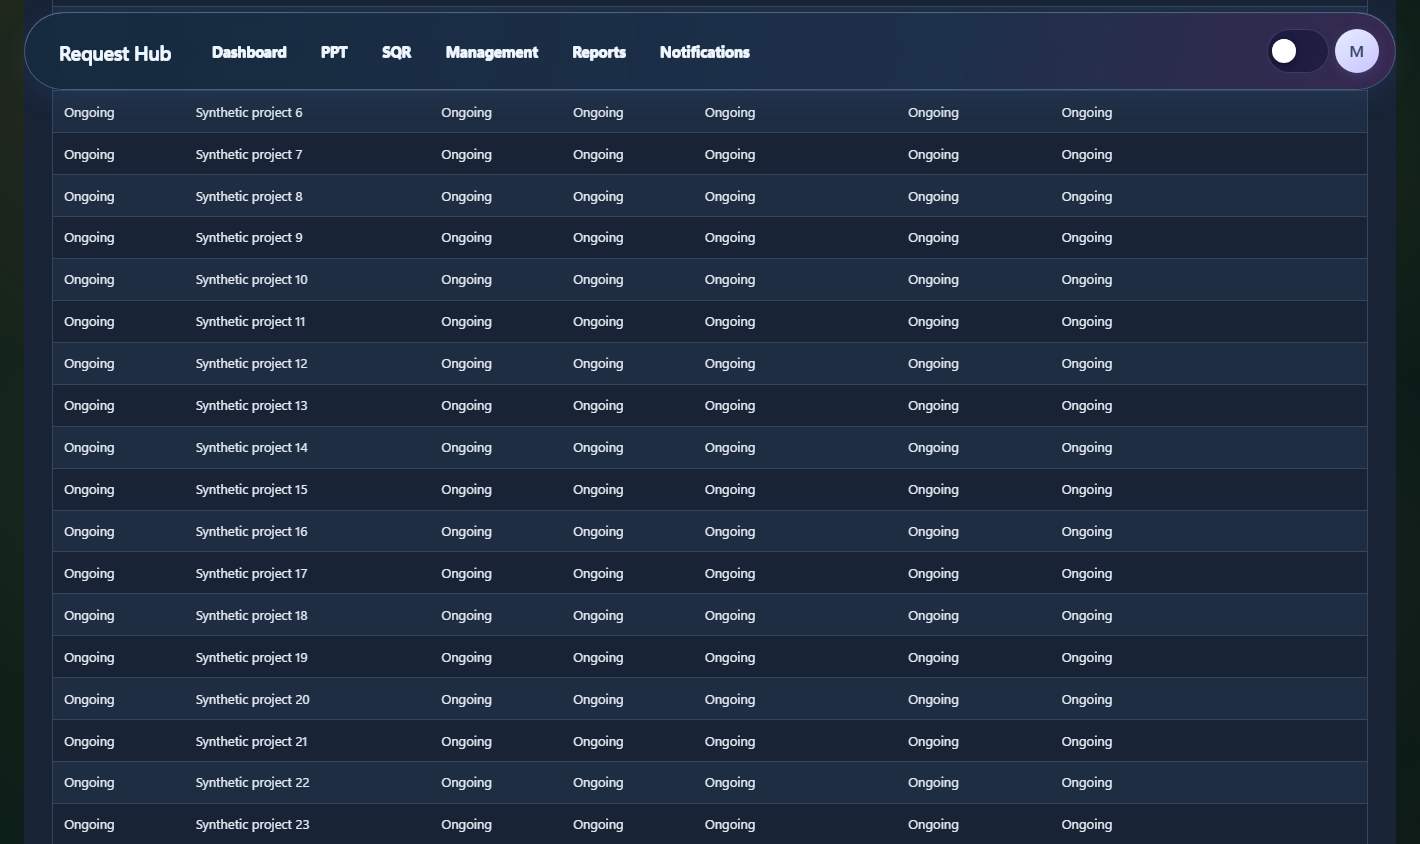 Request Hub Dashboard PPT SQR Management Reports Notifications M
Ongoing Synthetic project 6 Ongoing Ongoing Ongoing Ongoing Ongoing
Ongoing Synthetic project 7 Ongoing Ongoing Ongoing Ongoing Ongoing
Ongoing Synthetic project 8 Ongoing Ongoing Ongoing Ongoing Ongoing
Ongoing Synthetic project 9 Ongoing Ongoing Ongoing Ongoing Ongoing
Ongoing Synthetic project 10 Ongoing Ongoing Ongoing Ongoing Ongoing
Ongoing Synthetic project 11 Ongoing Ongoing Ongoing Ongoing Ongoing
Ongoing Synthetic project 12 Ongoing Ongoing Ongoing Ongoing Ongoing
Ongoing Synthetic project 13 Ongoing Ongoing Ongoing Ongoing Ongoing
Ongoing Synthetic project 14 Ongoing Ongoing Ongoing Ongoing Ongoing
Ongoing Synthetic project 15 Ongoing Ongoing Ongoing Ongoing Ongoing
Ongoing Synthetic project 16 Ongoing Ongoing Ongoing Ongoing Ongoing
Ongoing Synthetic project 17 Ongoing Ongoing Ongoing Ongoing Ongoing
Ongoing Synthetic project 18 Ongoing Ongoing Ongoing Ongoing Ongoing
Ongoing Synthetic project 19 Ongoing Ongoing Ongoing Ongoing Ongoing
Ongoing Synthetic project 20 Ongoing Ongoing Ongoing Ongoing Ongoing
Ongoing Synthetic project 21 Ongoing Ongoing Ongoing Ongoing Ongoing
Ongoing Synthetic project 22 Ongoing Ongoing Ongoing Ongoing Ongoing
Ongoing Synthetic project 23 Ongoing Ongoing Ongoing Ongoing Ongoing